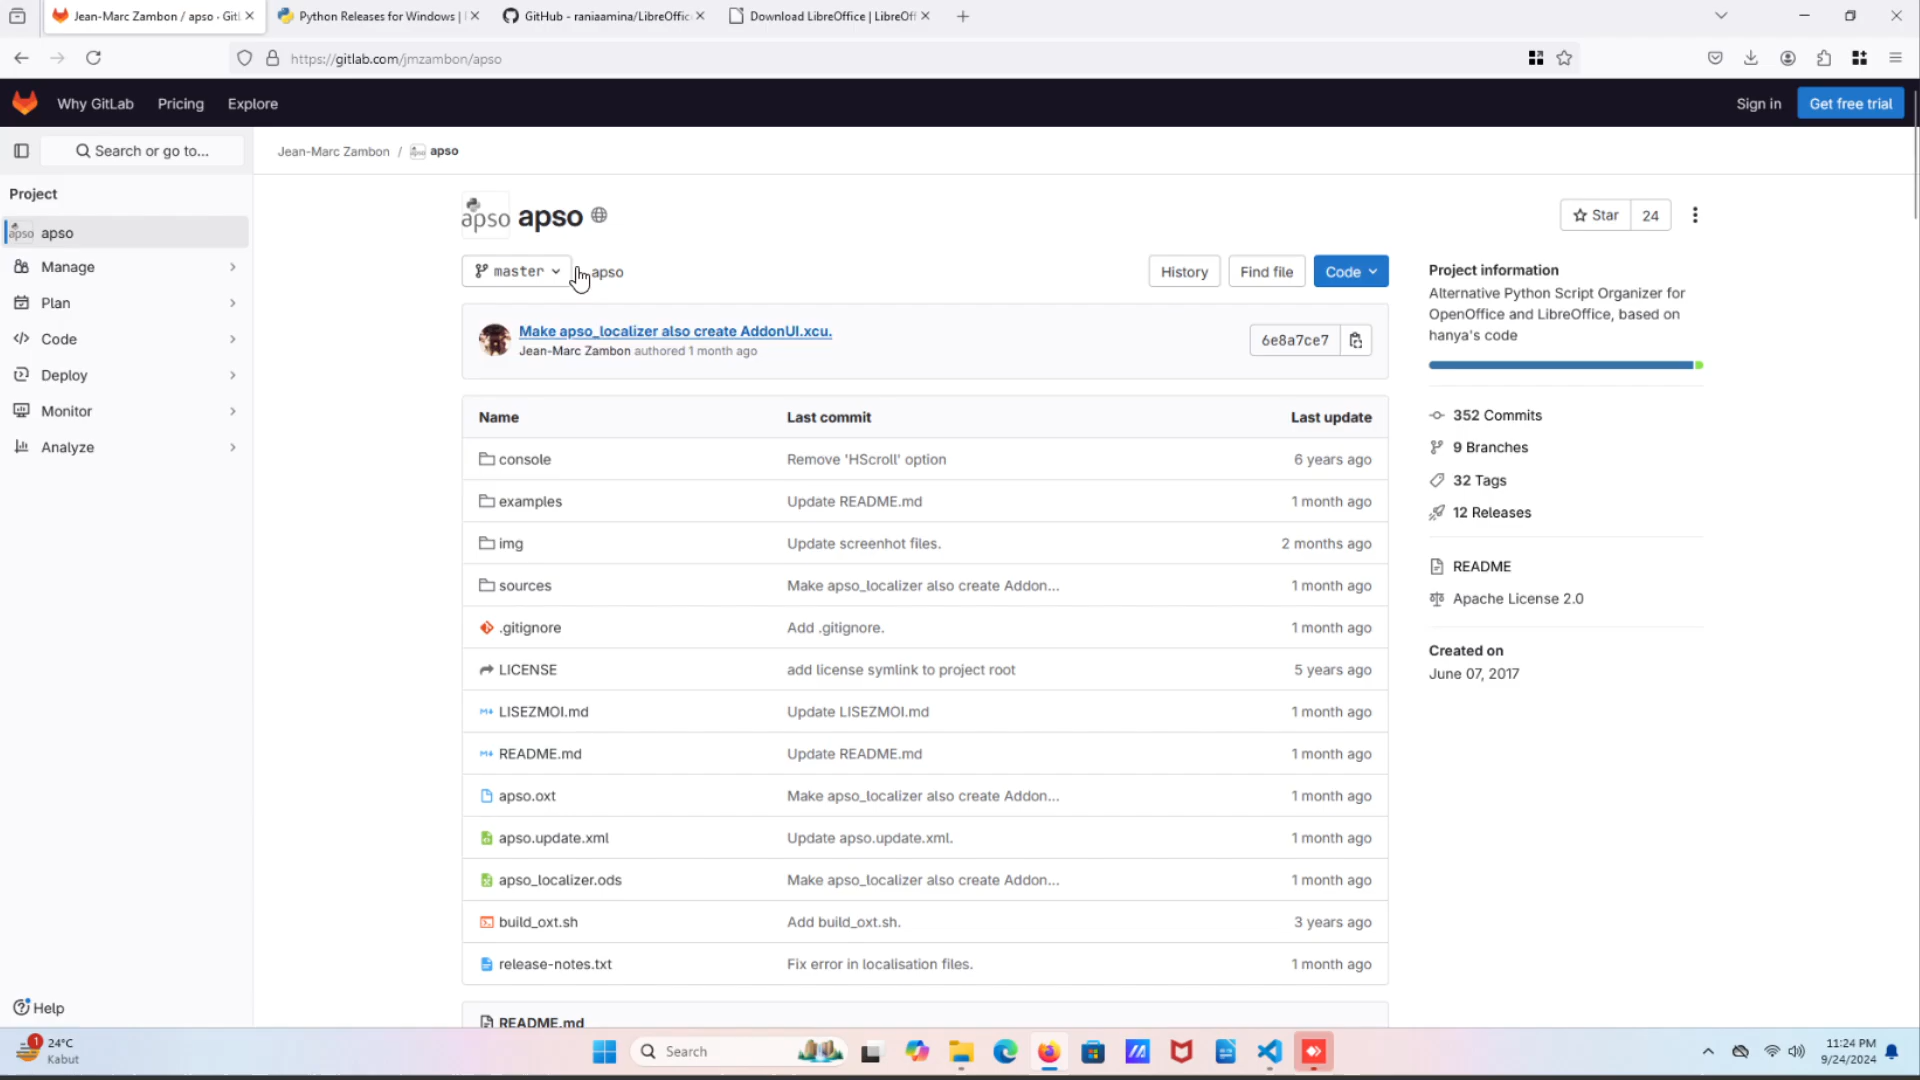 Jean-Marc Zambon / apso · GitL
Python Releases for Windows |
GitHub - raniaamina/LibreOffic
Download LibreOffice | LibreOff
https://gitlab.com/jmzambon/apso
Why GitLab
Pricing
Explore
Sign in
Get free trial
Search or go to...
Jean-Marc Zambon / apso
Project
apso
Manage
Plan
Code
Deploy
Monitor
Analyze
Help
apso apso
Star 24
master
apso
History
Find file
Code
Make apso_localizer also create AddonUI.xcu.
Jean-Marc Zambon authored 1 month ago
6e8a7ce7
Name Last commit Last update
console Remove 'HScroll' option 6 years ago
examples Update README.md 1 month ago
img Update screenhot files. 2 months ago
sources Make apso_localizer also create Addon... 1 month ago
.gitignore Add .gitignore. 1 month ago
LICENSE add license symlink to project root 5 years ago
LISEZMOI.md Update LISEZMOI.md 1 month ago
README.md Update README.md 1 month ago
apso.oxt Make apso_localizer also create Addon... 1 month ago
apso.update.xml Update apso.update.xml. 1 month ago
apso_localizer.ods Make apso_localizer also create Addon... 1 month ago
build_oxt.sh Add build_oxt.sh. 3 years ago
release-notes.txt Fix error in localisation files. 1 month ago
README.md
Project information
Alternative Python Script Organizer for
OpenOffice and LibreOffice, based on
hanya's code
352 Commits
9 Branches
32 Tags
12 Releases
README
Apache License 2.0
Created on
June 07, 2017
1
24°C
Kabut
Search
11:24 PM
9/24/2024